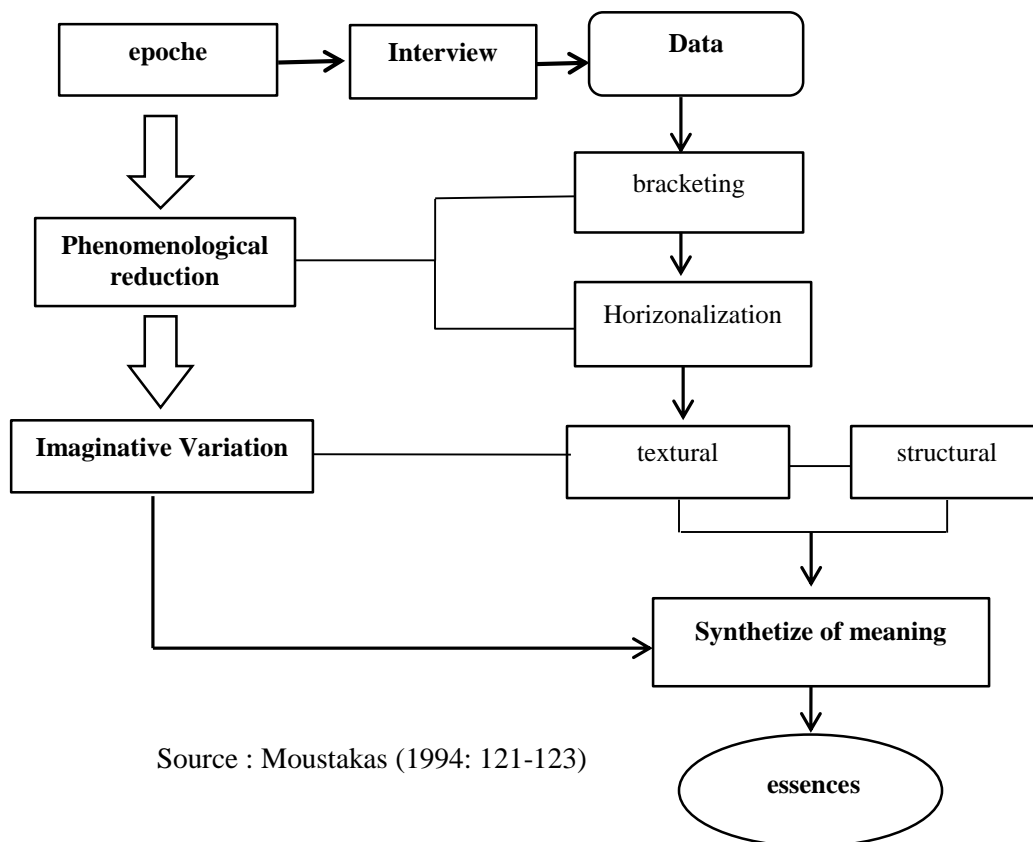 epoche
Interview
Data
bracketing
Phenomenological
reduction
Horizonalization
Imaginative Variation
textural
structural
Synthetize of meaning
Source : Moustakas (1994: 121-123)
essences